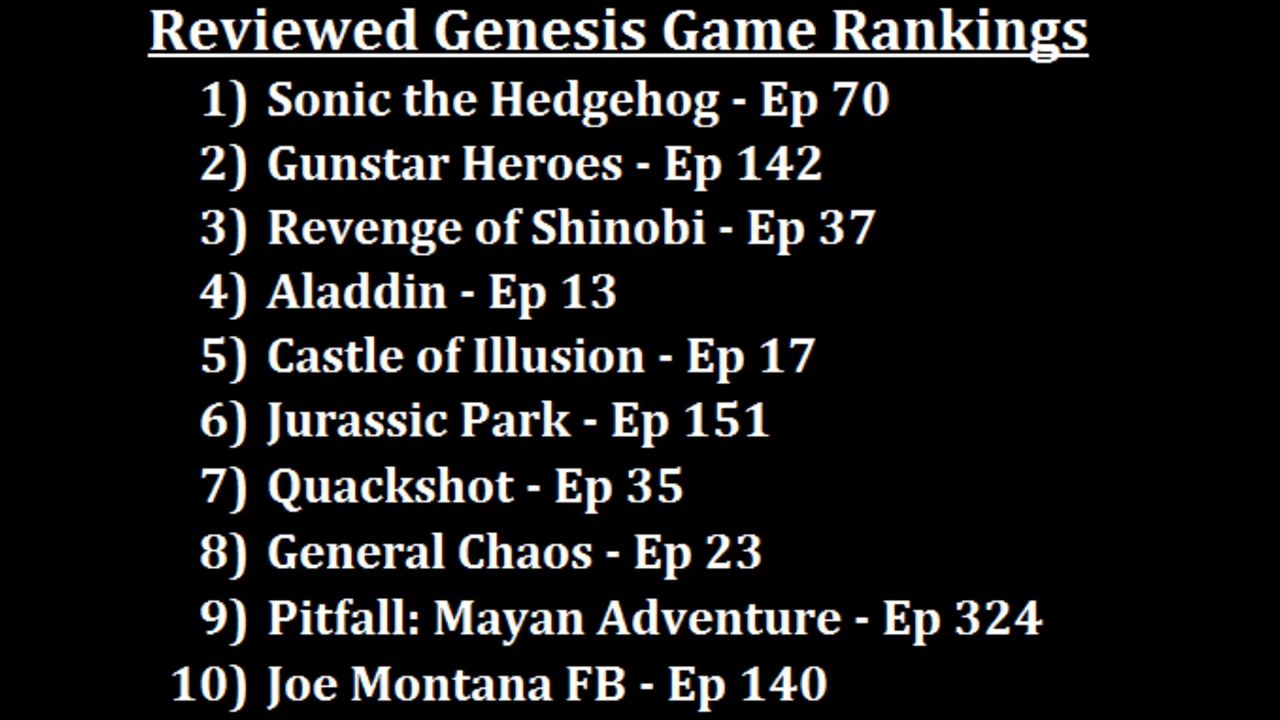 Reviewed Genesis Game Rankings
1) Sonic the Hedgehog - Ep 70
2) Gunstar Heroes - Ep 142
3) Revenge of Shinobi - Ep 37
4) Aladdin - Ep 13
5) Castle of Illusion - Ep 17
6) Jurassic Park - Ep 151
7) Quackshot - Ep 35
8) General Chaos - Ep 23
9) Pitfall: Mayan Adventure - Ep 324
10) Joe Montana FB - Ep 140